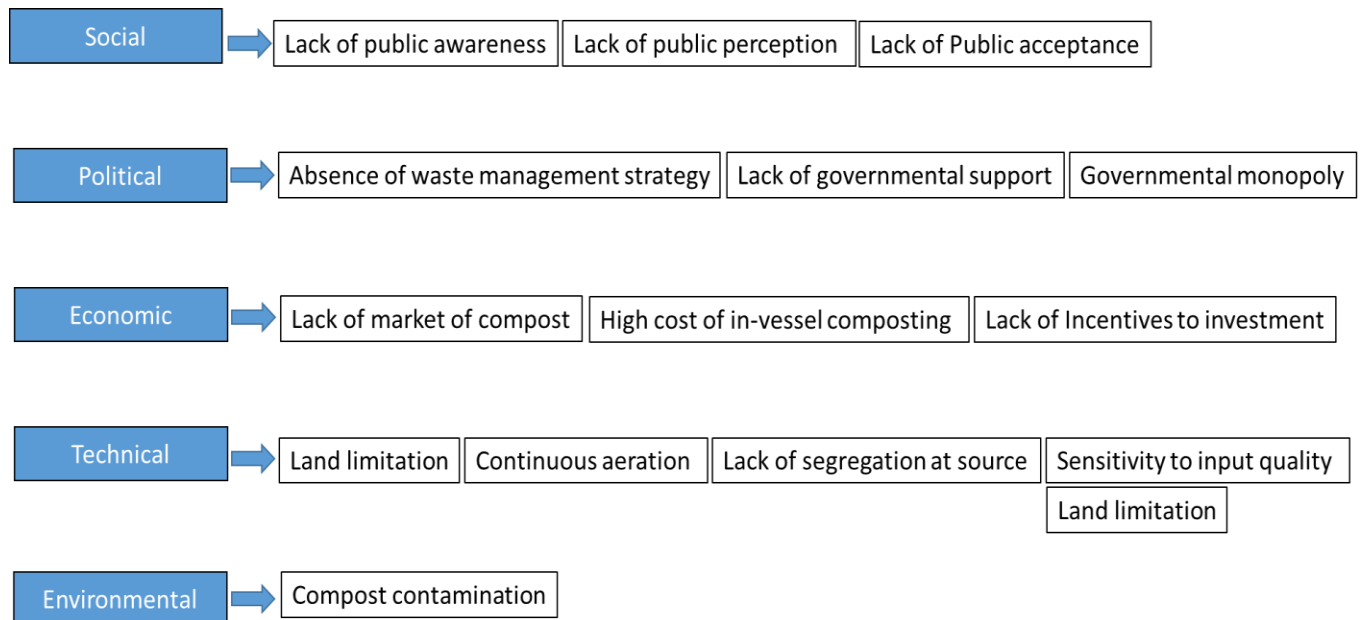 Social
Lack of public awareness
Lack of public perception
Lack of Public acceptance
Political
Absence of waste management strategy
Lack of governmental support
Governmental monopoly
Economic
Lack of market of compost
High cost of in-vessel composting
Lack of Incentives to investment
Technical
Land limitation
Continuous aeration
Lack of segregation at source
Sensitivity to input quality
Land limitation
Environmental
Compost contamination